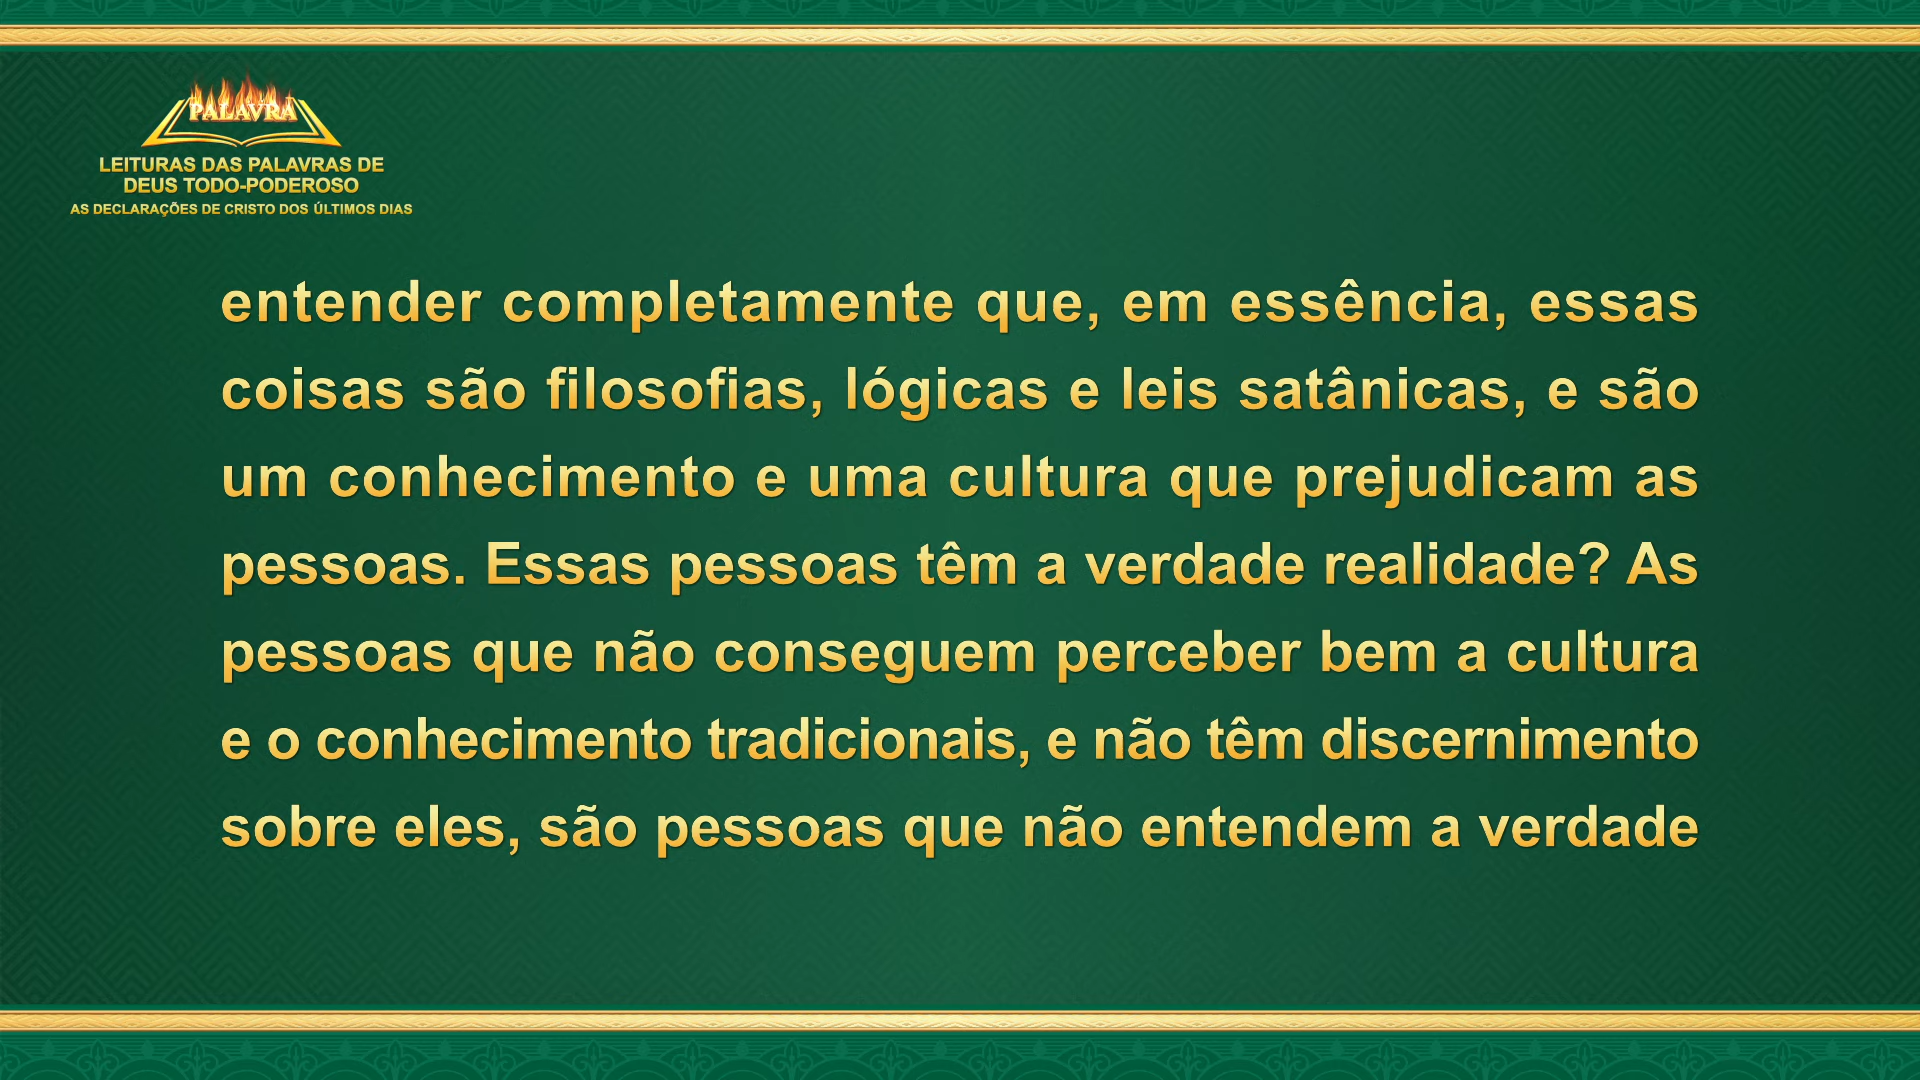 PALAVRA
LEITURAS DAS PALAVRAS DE
DEUS TODO-PODEROSO
AS DECLARAÇÕES DE CRISTO DOS ÚLTIMOS DIAS
entender completamente que, em essência, essas
coisas são filosofias, lógicas e leis satânicas, e são
um conhecimento e uma cultura que prejudicam as
pessoas. Essas pessoas têm a verdade realidade? As
pessoas que não conseguem perceber bem a cultura
e o conhecimento tradicionais, e não têm discernimento
sobre eles, são pessoas que não entendem a verdade